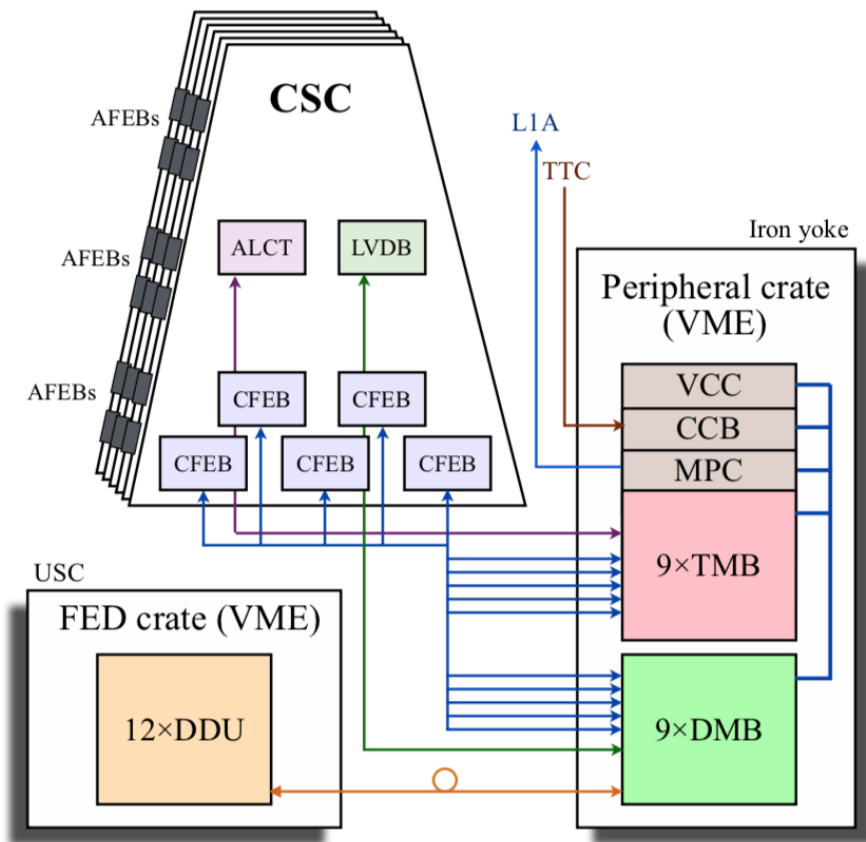 CSC
AFEBs
L1A
TTC
ALCT
LVDB
Iron yoke
AFEBs
Peripheral crate
(VME)
VCC
AFEBs
CFEB
CFEB
CCB
CFEB
CFEB
CFEB
MPC
9×TMB
USC
FED crate (VME)
12×DDU
9×DMB